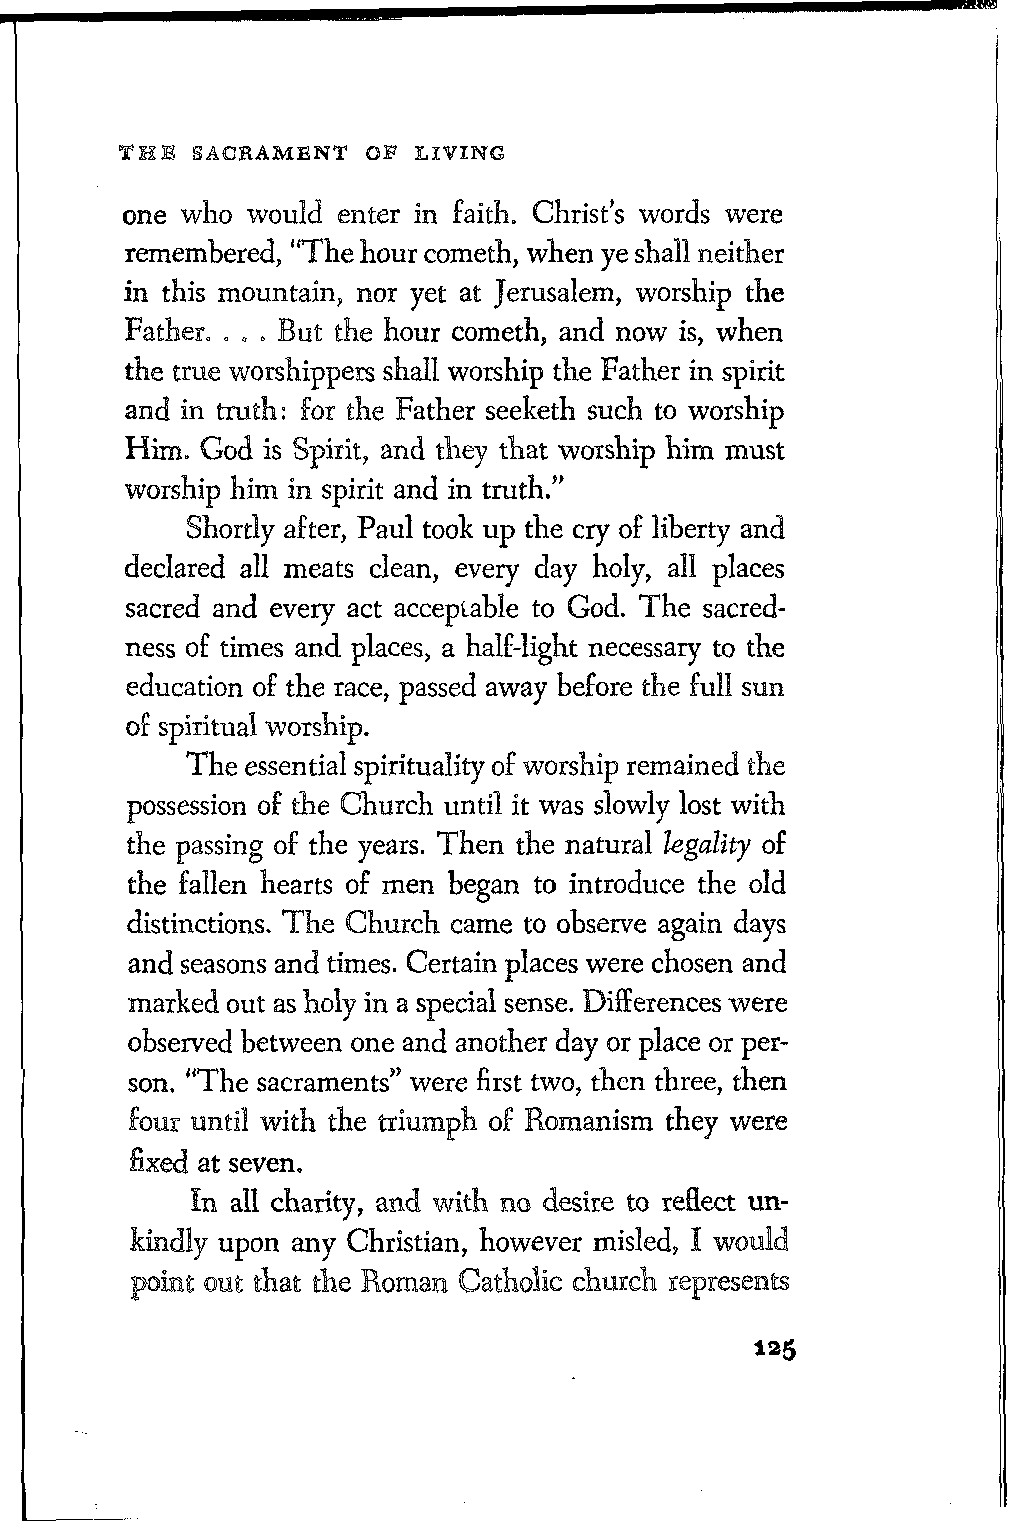 THE SACRAMENT OF LIVING
one who would enter in faith. Christ's words were
remembered, "The hour cometh, when ye shall neither
in this mountain, nor yet at Jerusalem, worship the
Father. . . . But the hour cometh, and now is, when
the true worshippers shall worship the Father in spirit
and in truth: for the Father seeketh such to worship
Him. God is Spirit, and they that worship him must
worship him in spirit and in truth."
Shortly after, Paul took up the cry of liberty and
declared all meats clean, every day holy, all places
sacred and every act acceptable to God. The sacred-
ness of times and places, a half-light necessary to the
education of the race, passed away before the full sun
of spiritual worship.
The essential spirituality of worship remained the
possession of the Church until it was slowly lost with
the passing of the years. Then the natural legality of
the fallen hearts of men began to introduce the old
distinctions. The Church came to observe again days
and seasons and times. Certain places were chosen and
marked out as holy in a special sense. Differences were
observed between one and another day or place or per-
son. "The sacraments" were first two, then three, then
four until with the triumph of Romanism they were
fixed at seven.
In all charity, and with no desire to reflect un-
kindly upon any Christian, however misled, I would
point out that the Roman Catholic church represents
125